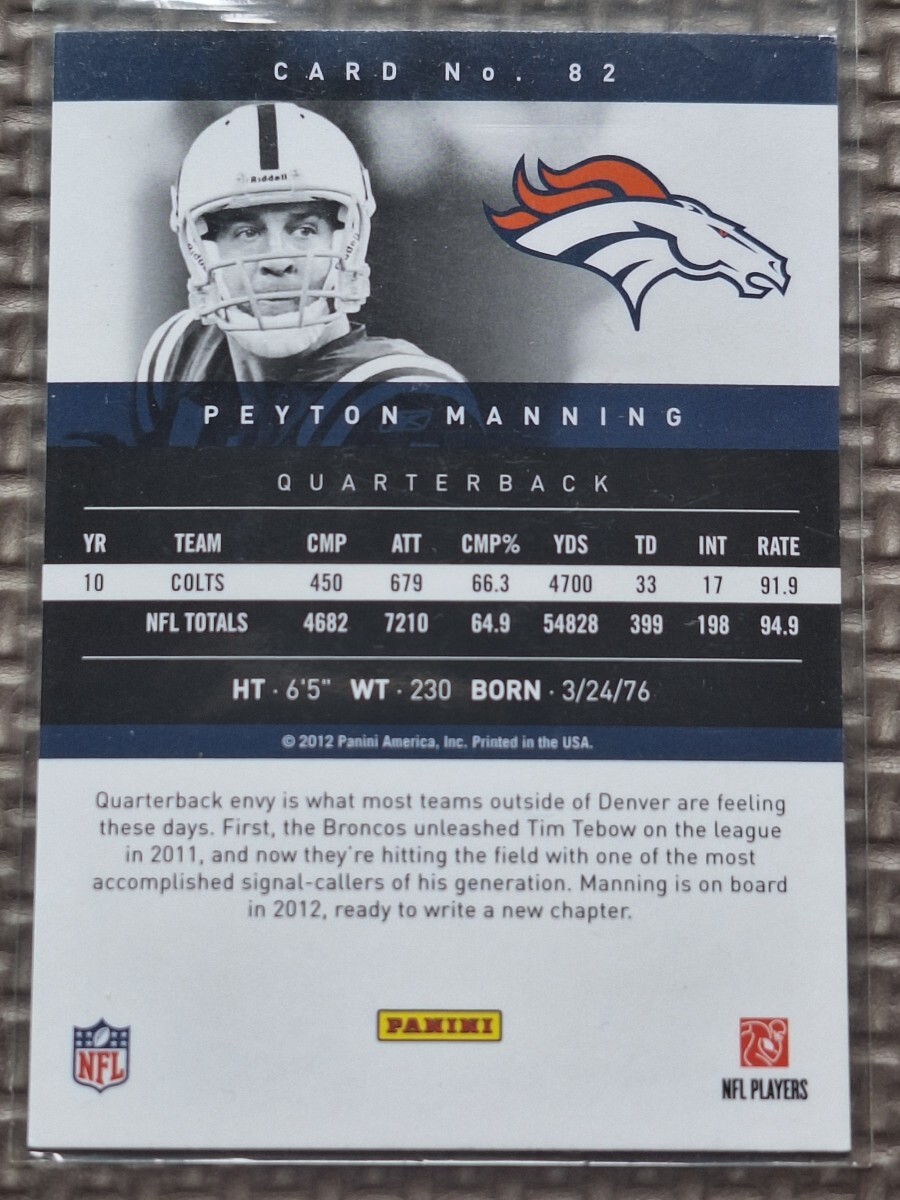 CARD No. 82
Riddell
PEYTON MANNING
QUARTERBACK
YR TEAM CMP ATT CMP% YDS TD INT RATE
10 COLTS 450 679 66.3 4700 33 17 91.9
NFL TOTALS 4682 7210 64.9 54828 399 198 94.9
HT · 6'5" WT · 230 BORN · 3/24/76
© 2012 Panini America, Inc. Printed in the USA.
Quarterback envy is what most teams outside of Denver are feeling
these days. First, the Broncos unleashed Tim Tebow on the league
in 2011, and now they're hitting the field with one of the most
accomplished signal-callers of his generation. Manning is on board
in 2012, ready to write a new chapter.
NFL
PANINI
NFL PLAYERS